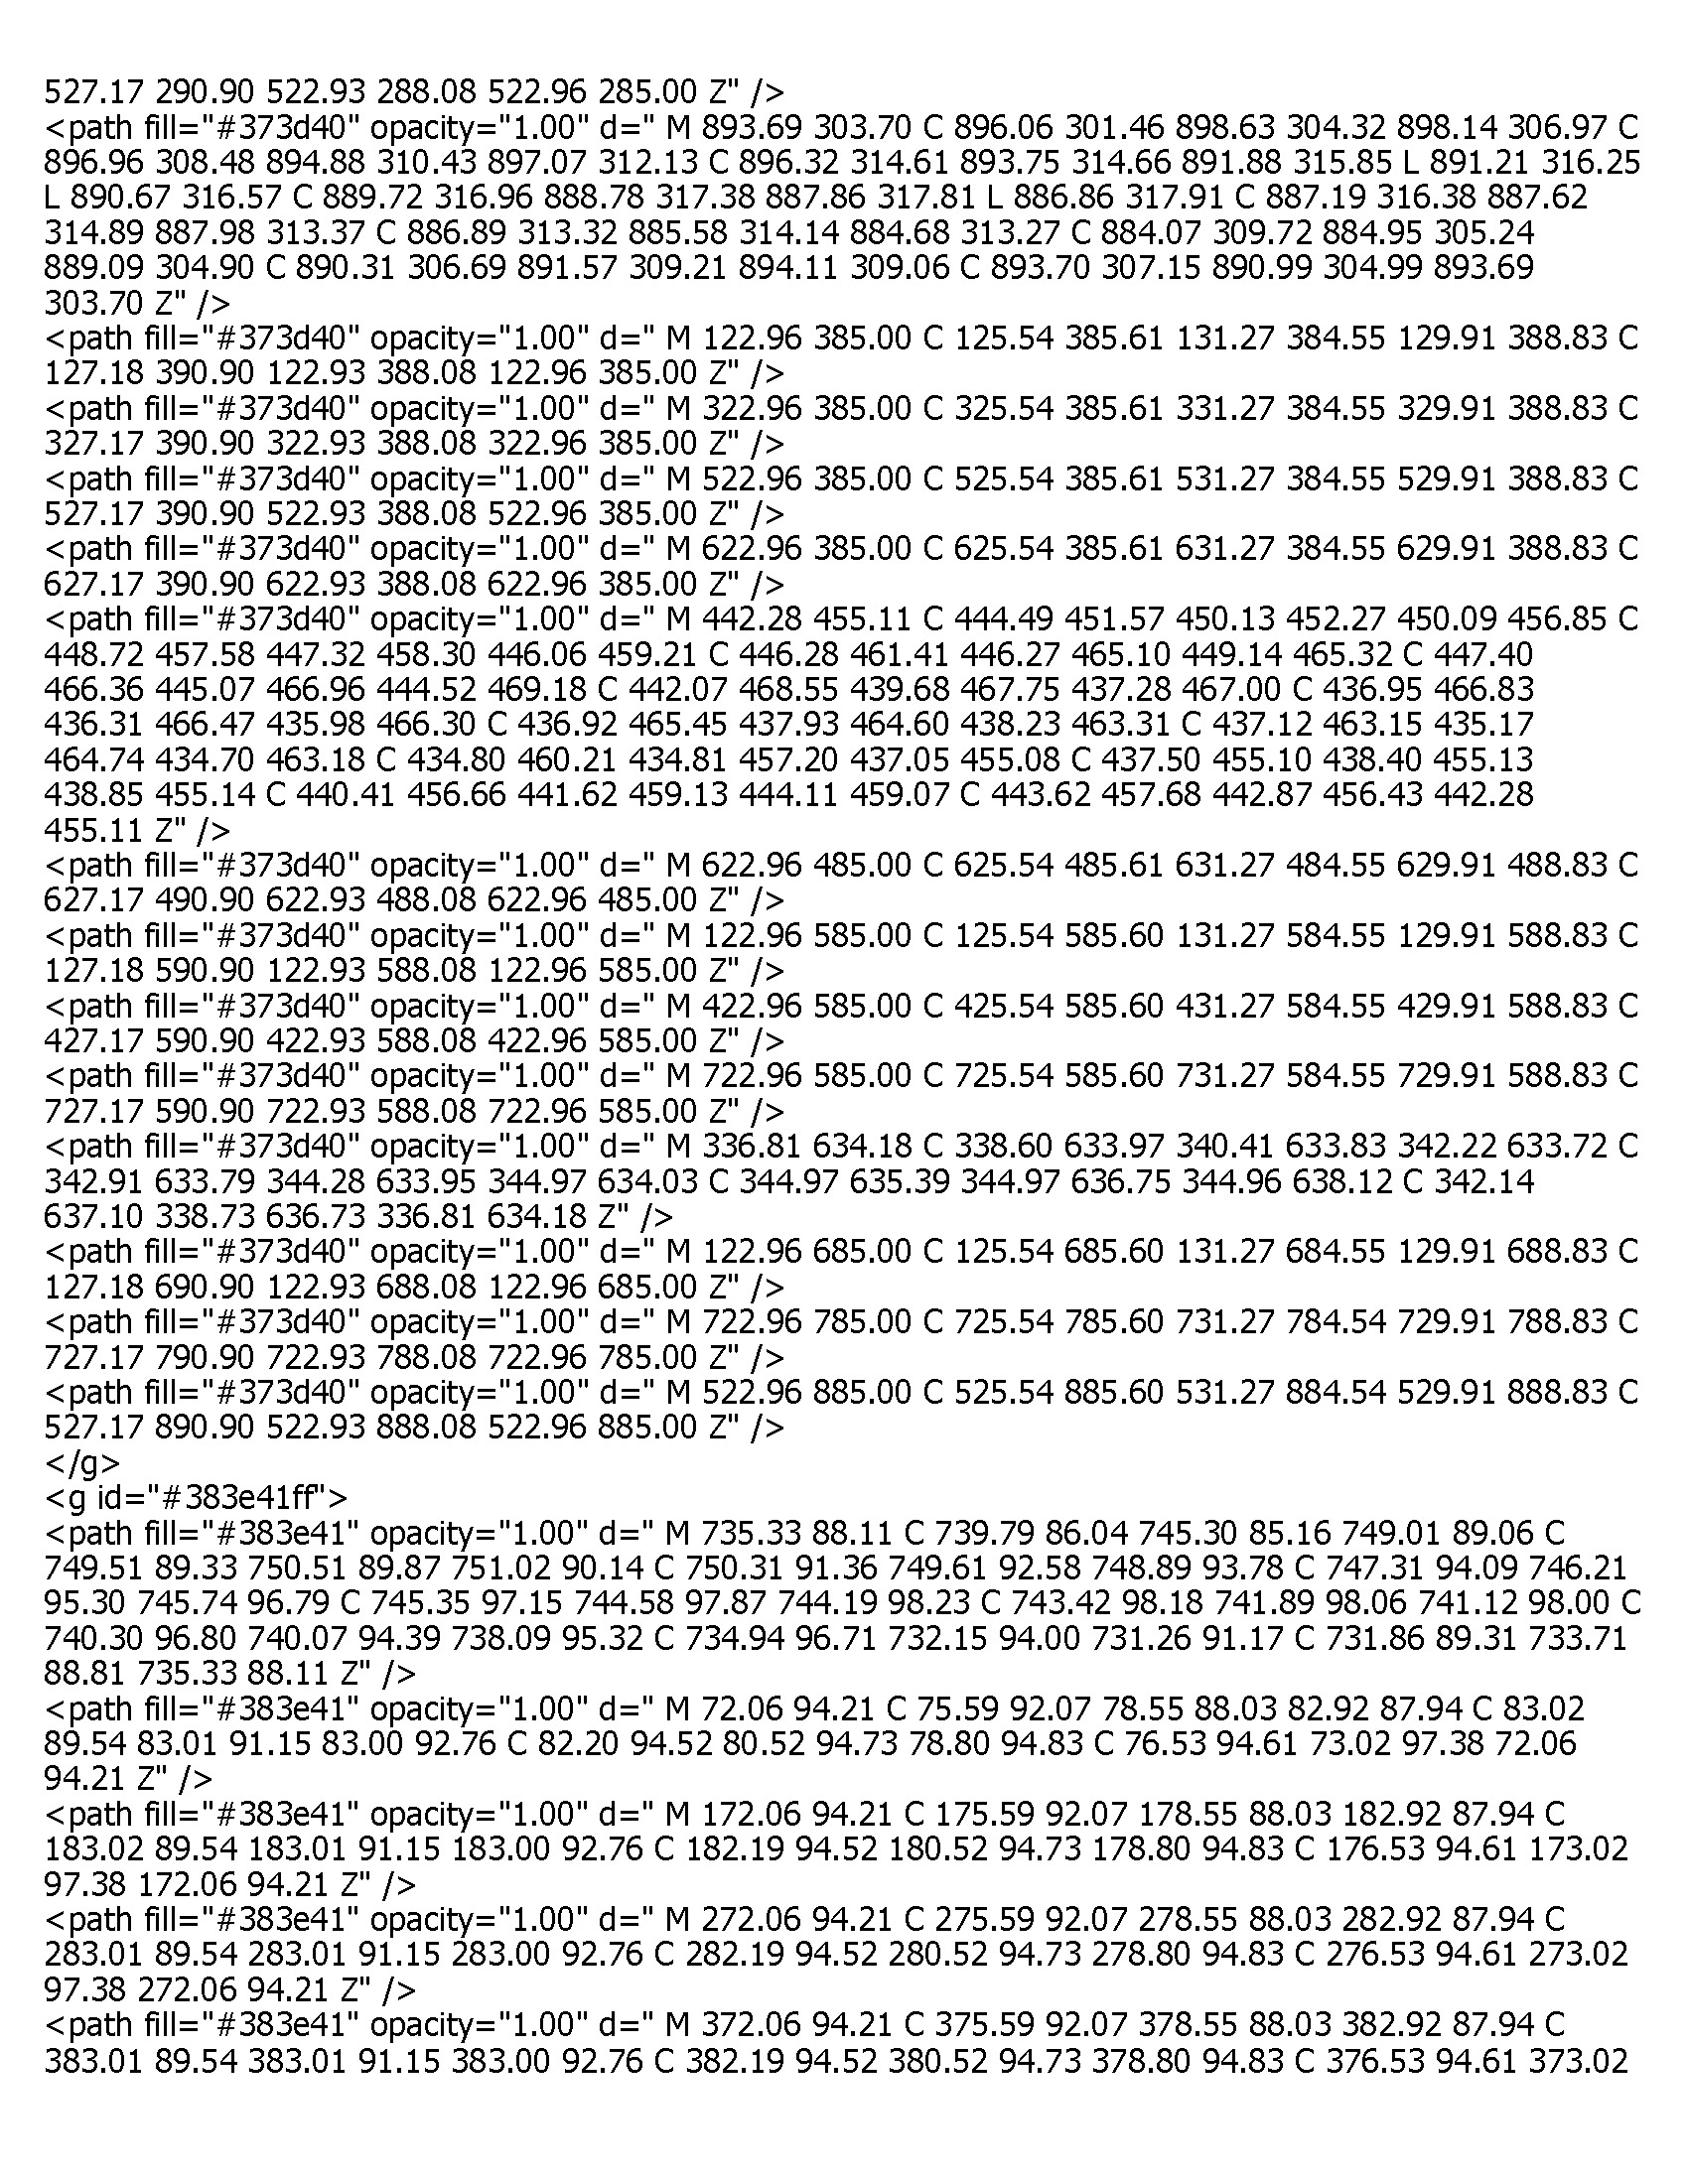 527.17 290.90 522.93 288.08 522.96 285.00 Z" />
<path fill="#373d40" opacity="1.00" d=" M 893.69 303.70 C 896.06 301.46 898.63 304.32 898.14 306.97 C
896.96 308.48 894.88 310.43 897.07 312.13 C 896.32 314.61 893.75 314.66 891.88 315.85 L 891.21 316.25
L 890.67 316.57 C 889.72 316.96 888.78 317.38 887.86 317.81 L 886.86 317.91 C 887.19 316.38 887.62
314.89 887.98 313.37 C 886.89 313.32 885.58 314.14 884.68 313.27 C 884.07 309.72 884.95 305.24
889.09 304.90 C 890.31 306.69 891.57 309.21 894.11 309.06 C 893.70 307.15 890.99 304.99 893.69
303.70 Z" />
<path fill="#373d40" opacity="1.00" d=" M 122.96 385.00 C 125.54 385.61 131.27 384.55 129.91 388.83 C
127.18 390.90 122.93 388.08 122.96 385.00 Z" />
<path fill="#373d40" opacity="1.00" d=" M 322.96 385.00 C 325.54 385.61 331.27 384.55 329.91 388.83 C
327.17 390.90 322.93 388.08 322.96 385.00 Z" />
<path fill="#373d40" opacity="1.00" d=" M 522.96 385.00 C 525.54 385.61 531.27 384.55 529.91 388.83 C
527.17 390.90 522.93 388.08 522.96 385.00 Z" />
<path fill="#373d40" opacity="1.00" d=" M 622.96 385.00 C 625.54 385.61 631.27 384.55 629.91 388.83 C
627.17 390.90 622.93 388.08 622.96 385.00 Z" />
<path fill="#373d40" opacity="1.00" d=" M 442.28 455.11 C 444.49 451.57 450.13 452.27 450.09 456.85 C
448.72 457.58 447.32 458.30 446.06 459.21 C 446.28 461.41 446.27 465.10 449.14 465.32 C 447.40
466.36 445.07 466.96 444.52 469.18 C 442.07 468.55 439.68 467.75 437.28 467.00 C 436.95 466.83
436.31 466.47 435.98 466.30 C 436.92 465.45 437.93 464.60 438.23 463.31 C 437.12 463.15 435.17
464.74 434.70 463.18 C 434.80 460.21 434.81 457.20 437.05 455.08 C 437.50 455.10 438.40 455.13
438.85 455.14 C 440.41 456.66 441.62 459.13 444.11 459.07 C 443.62 457.68 442.87 456.43 442.28
455.11 Z" />
<path fill="#373d40" opacity="1.00" d=" M 622.96 485.00 C 625.54 485.61 631.27 484.55 629.91 488.83 C
627.17 490.90 622.93 488.08 622.96 485.00 Z" />
<path fill="#373d40" opacity="1.00" d=" M 122.96 585.00 C 125.54 585.60 131.27 584.55 129.91 588.83 C
127.18 590.90 122.93 588.08 122.96 585.00 Z" />
<path fill="#373d40" opacity="1.00" d=" M 422.96 585.00 C 425.54 585.60 431.27 584.55 429.91 588.83 C
427.17 590.90 422.93 588.08 422.96 585.00 Z" />
<path fill="#373d40" opacity="1.00" d=" M 722.96 585.00 C 725.54 585.60 731.27 584.55 729.91 588.83 C
727.17 590.90 722.93 588.08 722.96 585.00 Z" />
<path fill="#373d40" opacity="1.00" d=" M 336.81 634.18 C 338.60 633.97 340.41 633.83 342.22 633.72 C
342.91 633.79 344.28 633.95 344.97 634.03 C 344.97 635.39 344.97 636.75 344.96 638.12 C 342.14
637.10 338.73 636.73 336.81 634.18 Z" />
<path fill="#373d40" opacity="1.00" d=" M 122.96 685.00 C 125.54 685.60 131.27 684.55 129.91 688.83 C
127.18 690.90 122.93 688.08 122.96 685.00 Z" />
<path fill="#373d40" opacity="1.00" d=" M 722.96 785.00 C 725.54 785.60 731.27 784.54 729.91 788.83 C
727.17 790.90 722.93 788.08 722.96 785.00 Z" />
<path fill="#373d40" opacity="1.00" d=" M 522.96 885.00 C 525.54 885.60 531.27 884.54 529.91 888.83 C
527.17 890.90 522.93 888.08 522.96 885.00 Z" />
</g>
<g id="#383e41ff">
<path fill="#383e41" opacity="1.00" d=" M 735.33 88.11 C 739.79 86.04 745.30 85.16 749.01 89.06 C
749.51 89.33 750.51 89.87 751.02 90.14 C 750.31 91.36 749.61 92.58 748.89 93.78 C 747.31 94.09 746.21
95.30 745.74 96.79 C 745.35 97.15 744.58 97.87 744.19 98.23 C 743.42 98.18 741.89 98.06 741.12 98.00 C
740.30 96.80 740.07 94.39 738.09 95.32 C 734.94 96.71 732.15 94.00 731.26 91.17 C 731.86 89.31 733.71
88.81 735.33 88.11 Z" />
<path fill="#383e41" opacity="1.00" d=" M 72.06 94.21 C 75.59 92.07 78.55 88.03 82.92 87.94 C 83.02
89.54 83.01 91.15 83.00 92.76 C 82.20 94.52 80.52 94.73 78.80 94.83 C 76.53 94.61 73.02 97.38 72.06
94.21 Z" />
<path fill="#383e41" opacity="1.00" d=" M 172.06 94.21 C 175.59 92.07 178.55 88.03 182.92 87.94 C
183.02 89.54 183.01 91.15 183.00 92.76 C 182.19 94.52 180.52 94.73 178.80 94.83 C 176.53 94.61 173.02
97.38 172.06 94.21 Z" />
<path fill="#383e41" opacity="1.00" d=" M 272.06 94.21 C 275.59 92.07 278.55 88.03 282.92 87.94 C
283.01 89.54 283.01 91.15 283.00 92.76 C 282.19 94.52 280.52 94.73 278.80 94.83 C 276.53 94.61 273.02
97.38 272.06 94.21 Z" />
<path fill="#383e41" opacity="1.00" d=" M 372.06 94.21 C 375.59 92.07 378.55 88.03 382.92 87.94 C
383.01 89.54 383.01 91.15 383.00 92.76 C 382.19 94.52 380.52 94.73 378.80 94.83 C 376.53 94.61 373.02